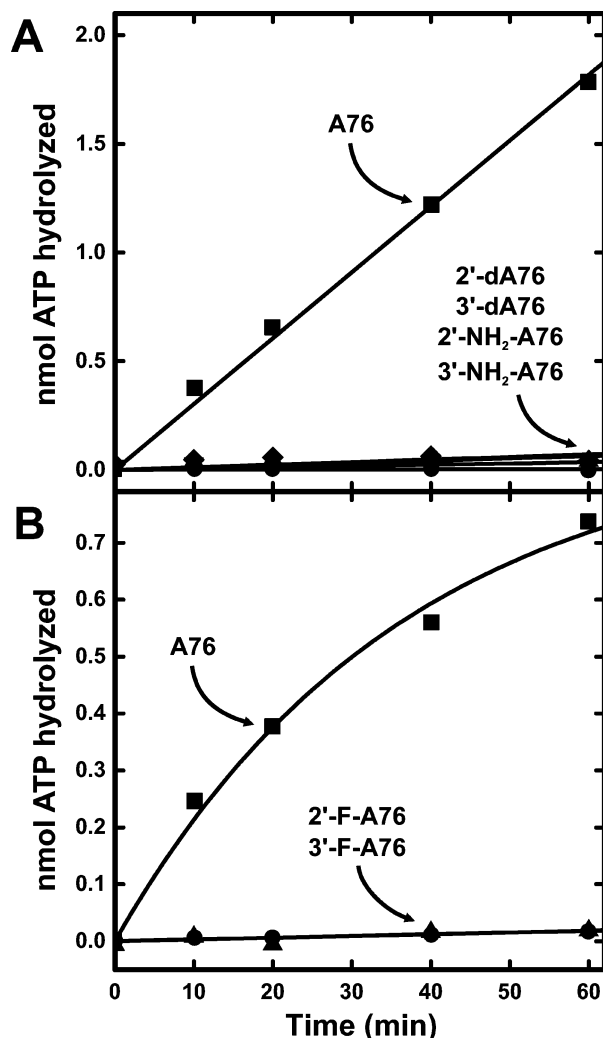 A
nmol ATP hydrolyzed
2.0
1.5
1.0
0.5
0.0
A76
2'-dA76
3'-dA76
2'-NH₂-A76
3'-NH₂-A76
B
nmol ATP hydrolyzed
0.7
0.6
0.5
0.4
0.3
0.2
0.1
0.0
A76
2'-F-A76
3'-F-A76
0 10 20 30 40 50 60
Time (min)